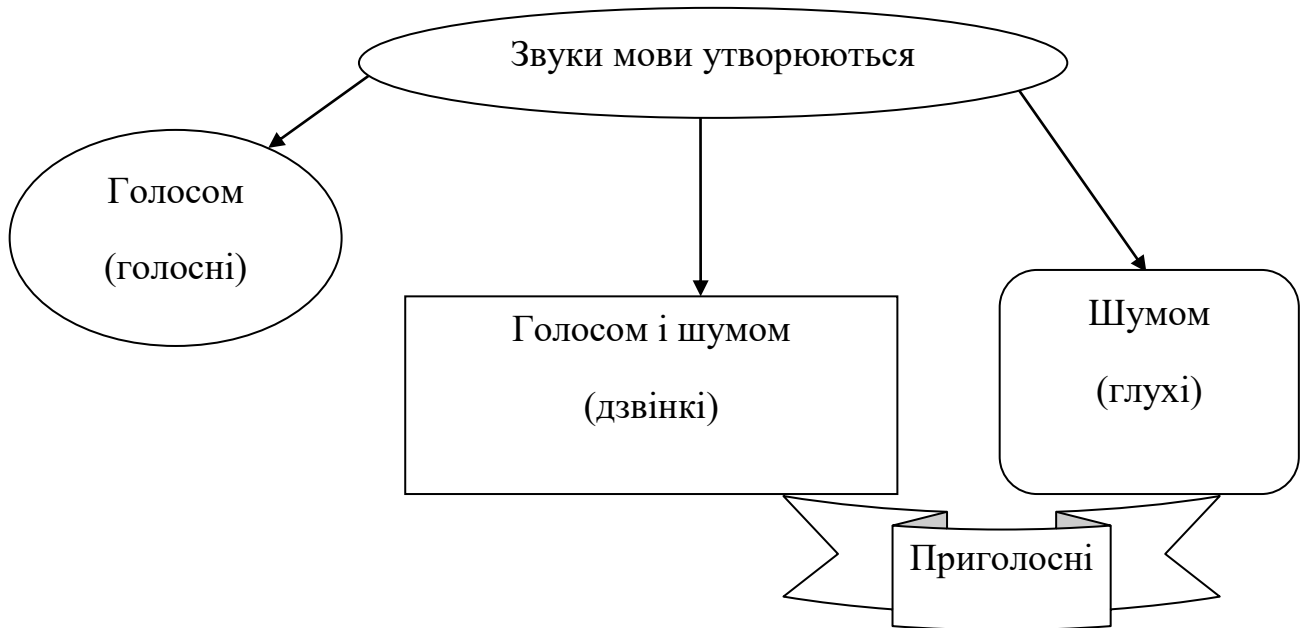 Звуки мови утворюються
Голосом
(голосні)
Голосом і шумом
(дзвінкі)
Шумом
(глухі)
Приголосні